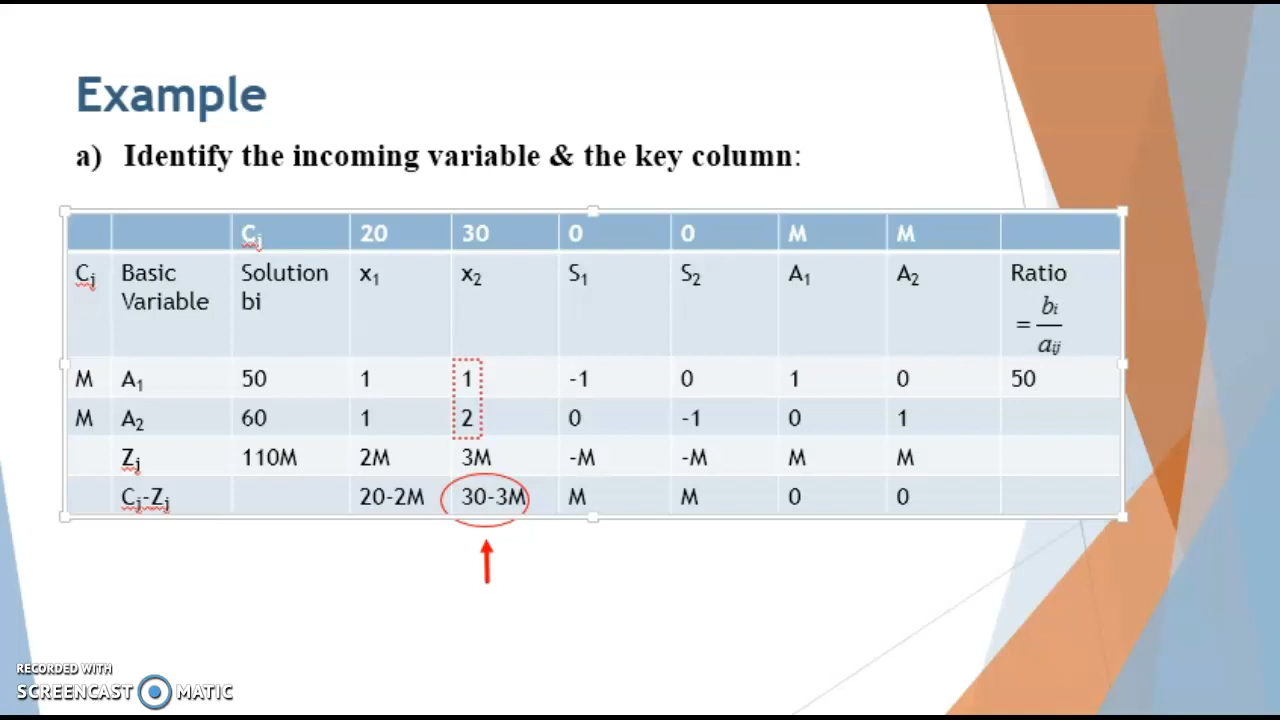 Example
a) Identify the incoming variable & the key column:
Cj 20 30 0 0 M M
Cj Basic Variable Solution bi x1 x2 S1 S2 A1 A2 Ratio = bi/aij
M A1 50 1 1 -1 0 1 0 50
M A2 60 1 2 0 -1 0 1
Zj 110M 2M 3M -M -M M M
Cj-Zj 20-2M 30-3M M M 0 0
RECORDED WITH
SCREENCAST MATIC